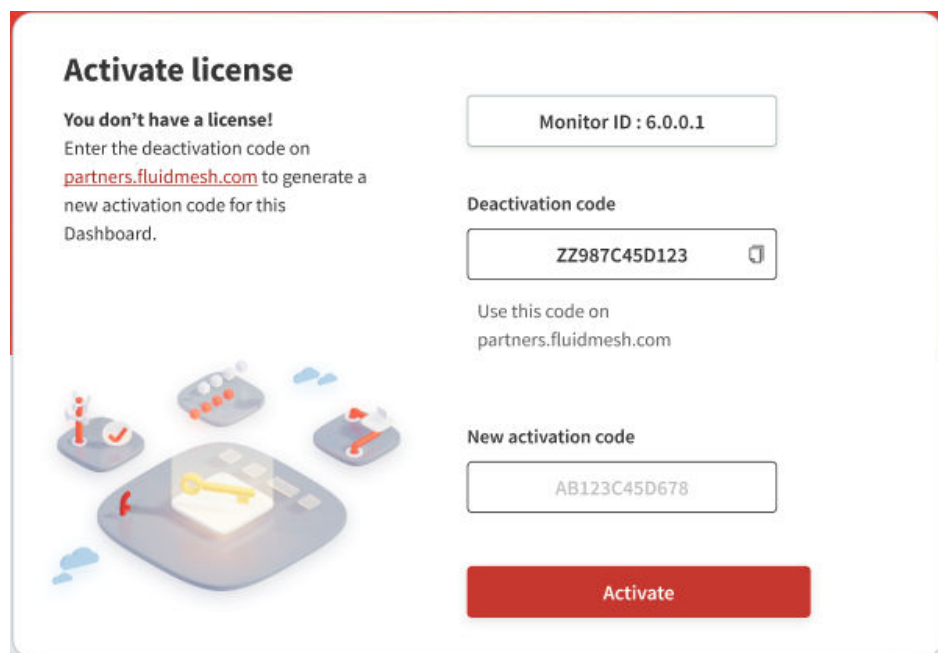 Activate license
You don't have a license!
Enter the deactivation code on
partners.fluidmesh.com to generate a
new activation code for this
Dashboard.
Monitor ID : 6.0.0.1
Deactivation code
ZZ987C45D123
Use this code on
partners.fluidmesh.com
New activation code
AB123C45D678
Activate